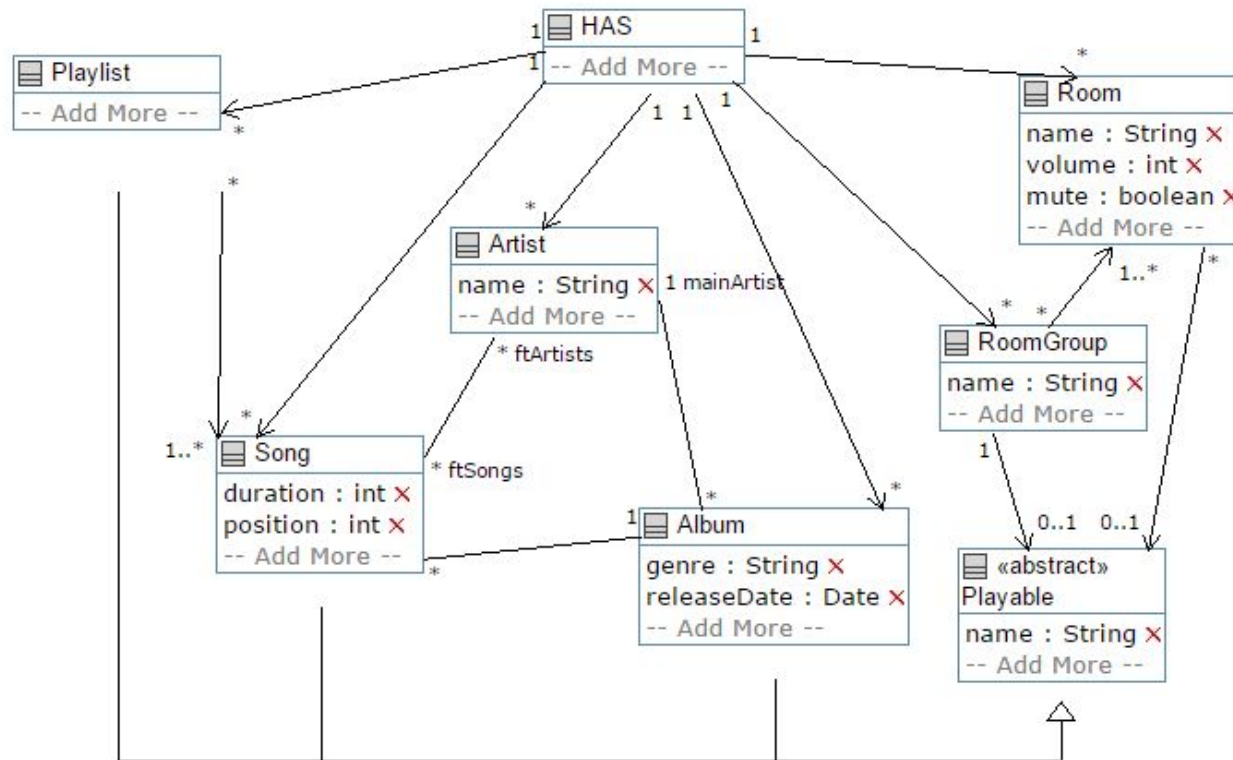 HAS
-- Add More --
1
1
1
1
1
1
Playlist
-- Add More --
*
*
*
Room
name : String ×
volume : int ×
mute : boolean ×
-- Add More --
*
Artist
name : String ×
-- Add More --
1 mainArtist
* ftArtists
1..*
*
*
*
RoomGroup
name : String ×
-- Add More --
1
1..*
*
Song
duration : int ×
position : int ×
-- Add More --
* ftSongs
*
1
*
*
Album
genre : String ×
releaseDate : Date ×
-- Add More --
0..1
0..1
«abstract»
Playable
name : String ×
-- Add More --